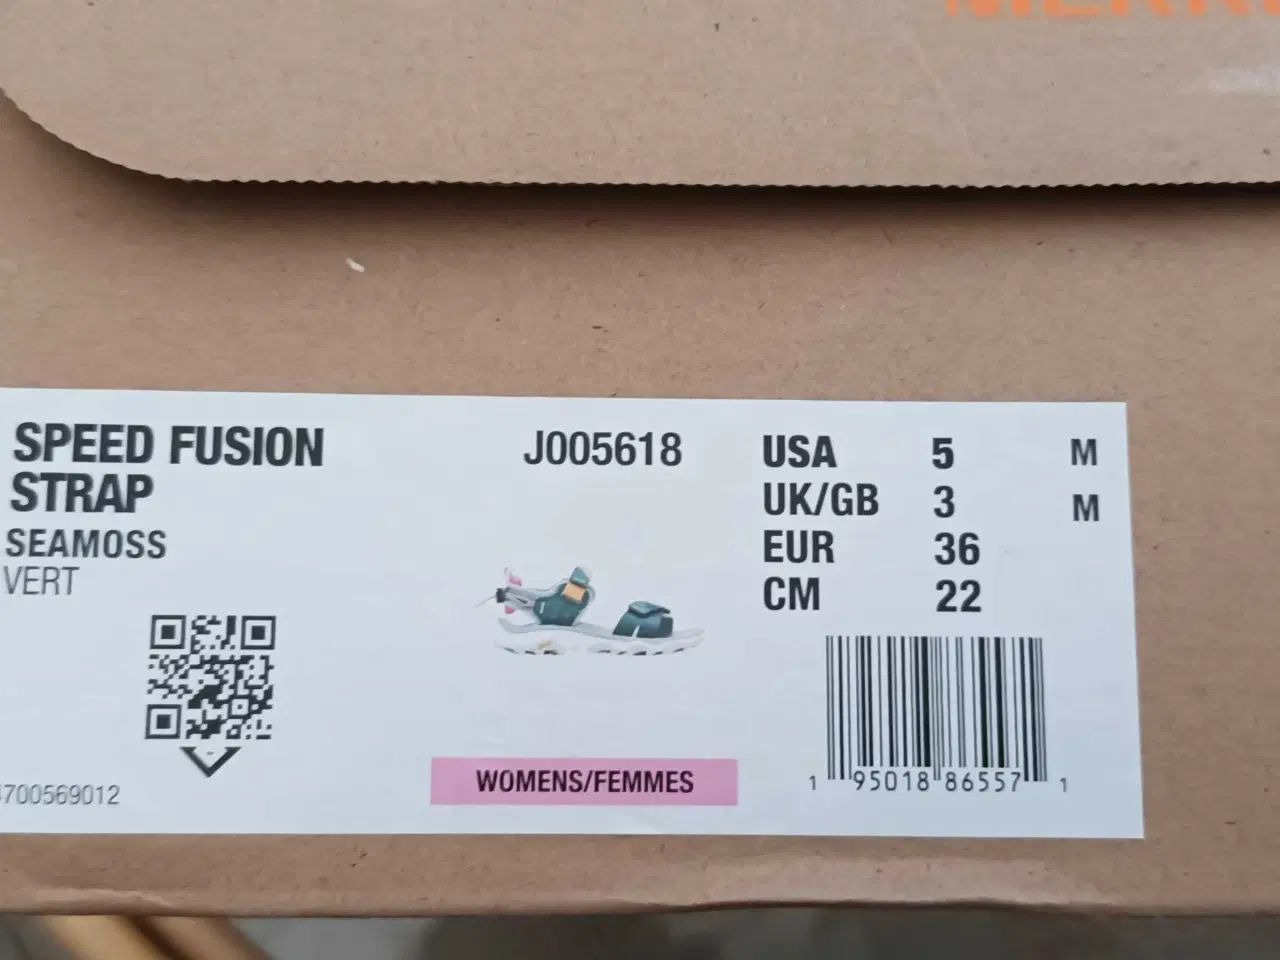 SPEED FUSION
STRAP
SEAMOSS
VERT
J005618
USA 5 M
UK/GB 3 M
EUR 36
CM 22
WOMENS/FEMMES
1 95018 86557 1